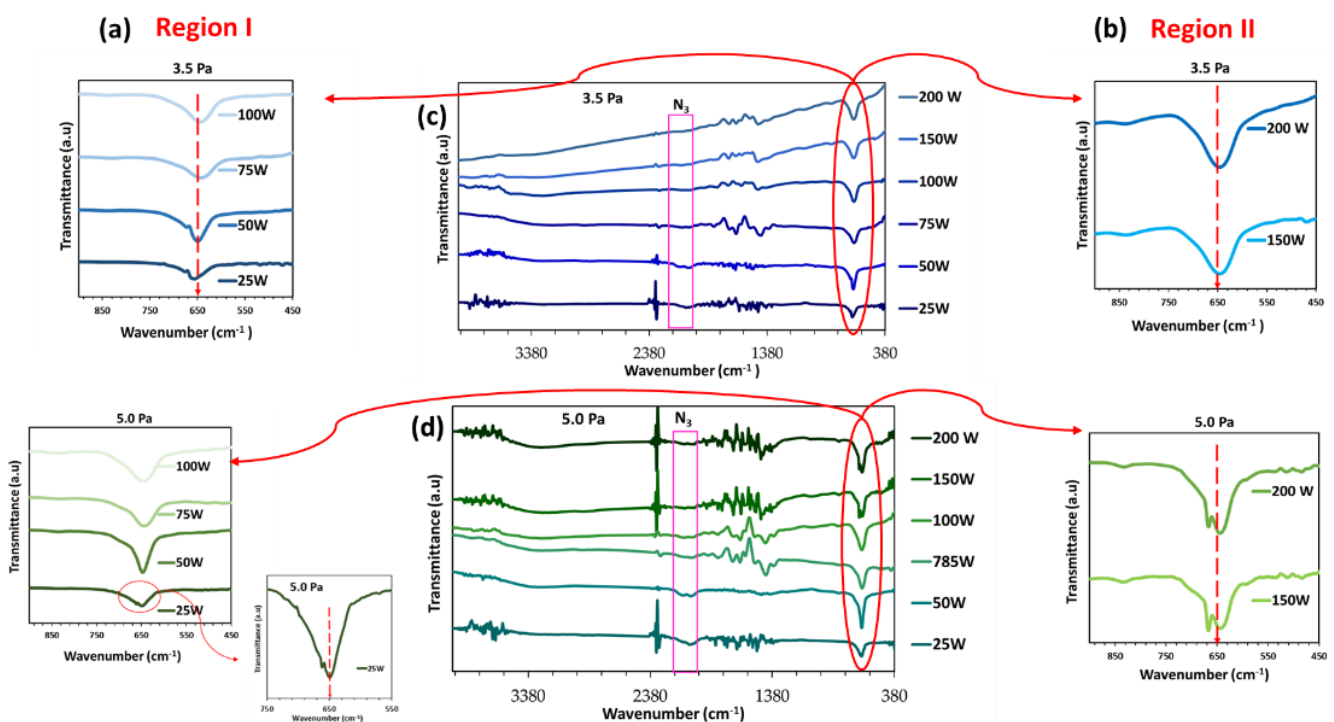 (a) Region I
3.5 Pa
100W
75W
50W
25W
Transmittance (a.u)
850 750 650 550 450
Wavenumber (cm-1)
(c)
3.5 Pa
N3
200 W
150W
100W
75W
50W
25W
Transmittance (a.u)
3380 2380 1380 380
Wavenumber (cm-1 )
(b) Region II
3.5 Pa
200 W
150W
Transmittance (a.u)
850 750 650 550 450
Wavenumber (cm-1)
5.0 Pa
100W
75W
50W
25W
Transmittance (a.u)
850 750 650 550 450
Wavenumber (cm-1)
5.0 Pa
25W
Transmittance (a.u)
750 650 550
Wavenumber (cm-1)
(d)
5.0 Pa
N3
200 W
150W
100W
785W
50W
25W
Transmittance (a.u)
3380 2380 1380 380
Wavenumber (cm-1)
5.0 Pa
200 W
150W
Transmittance (a.u)
850 750 650 550 450
Wavenumber (cm-1)